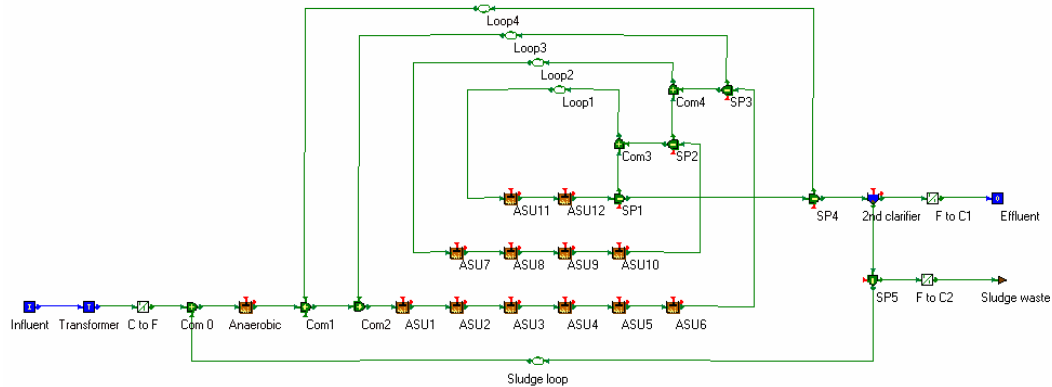 Loop4
Loop3
Loop2
Loop1
Com4
SP3
Com3
SP2
ASU11
ASU12
SP1
SP4
2nd clarifier
F to C1
Effluent
ASU7
ASU8
ASU9
ASU10
SP5
F to C2
Sludge waste
Influent
Transformer
C to F
Com 0
Anaerobic
Com1
Com2
ASU1
ASU2
ASU3
ASU4
ASU5
ASU6
Sludge loop